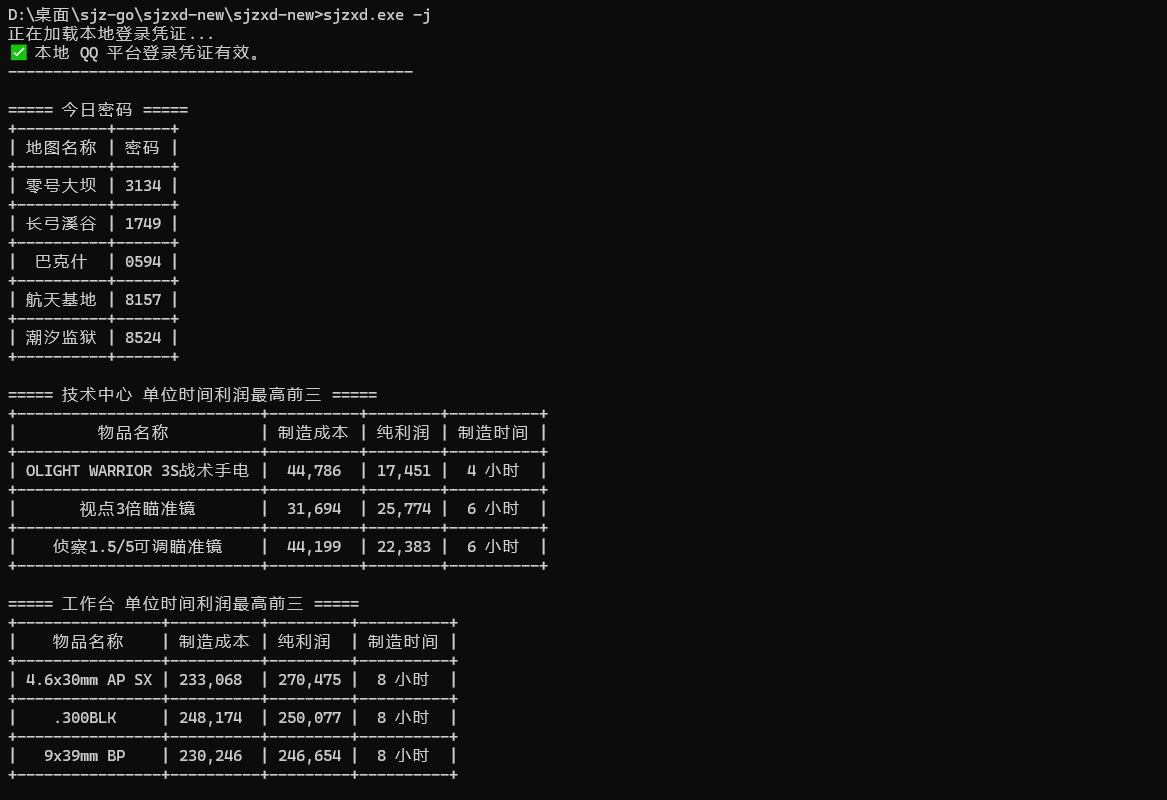 D:\桌面\sjz-go\sjzxd-new\sjzxd-new>sjzxd.exe -j
正在加载本地登录凭证...
✅ 本地 QQ 平台登录凭证有效。
---------------------------------------------
===== 今日密码 =====
+----------+------+
| 地图名称 | 密码 |
+----------+------+
| 零号大坝 | 3134 |
+----------+------+
| 长弓溪谷 | 1749 |
+----------+------+
|  巴克什  | 0594 |
+----------+------+
| 航天基地 | 8157 |
+----------+------+
| 潮汐监狱 | 8524 |
+----------+------+
===== 技术中心 单位时间利润最高前三 =====
+---------------------------+----------+--------+----------+
|         物品名称          | 制造成本 | 纯利润 | 制造时间 |
+---------------------------+----------+--------+----------+
| OLIGHT WARRIOR 3S战术手电 |  44,786  | 17,451 |  4 小时  |
+---------------------------+----------+--------+----------+
|       视点3倍瞄准镜       |  31,694  | 25,774 |  6 小时  |
+---------------------------+----------+--------+----------+
|    侦察1.5/5可调瞄准镜    |  44,199  | 22,383 |  6 小时  |
+---------------------------+----------+--------+----------+
===== 工作台 单位时间利润最高前三 =====
+----------------+----------+---------+----------+
|    物品名称    | 制造成本 | 纯利润  | 制造时间 |
+----------------+----------+---------+----------+
| 4.6x30mm AP SX | 233,068  | 270,475 |  8 小时  |
+----------------+----------+---------+----------+
|    .300BLK     | 248,174  | 250,077 |  8 小时  |
+----------------+----------+---------+----------+
|   9x39mm BP    | 230,246  | 246,654 |  8 小时  |
+----------------+----------+---------+----------+